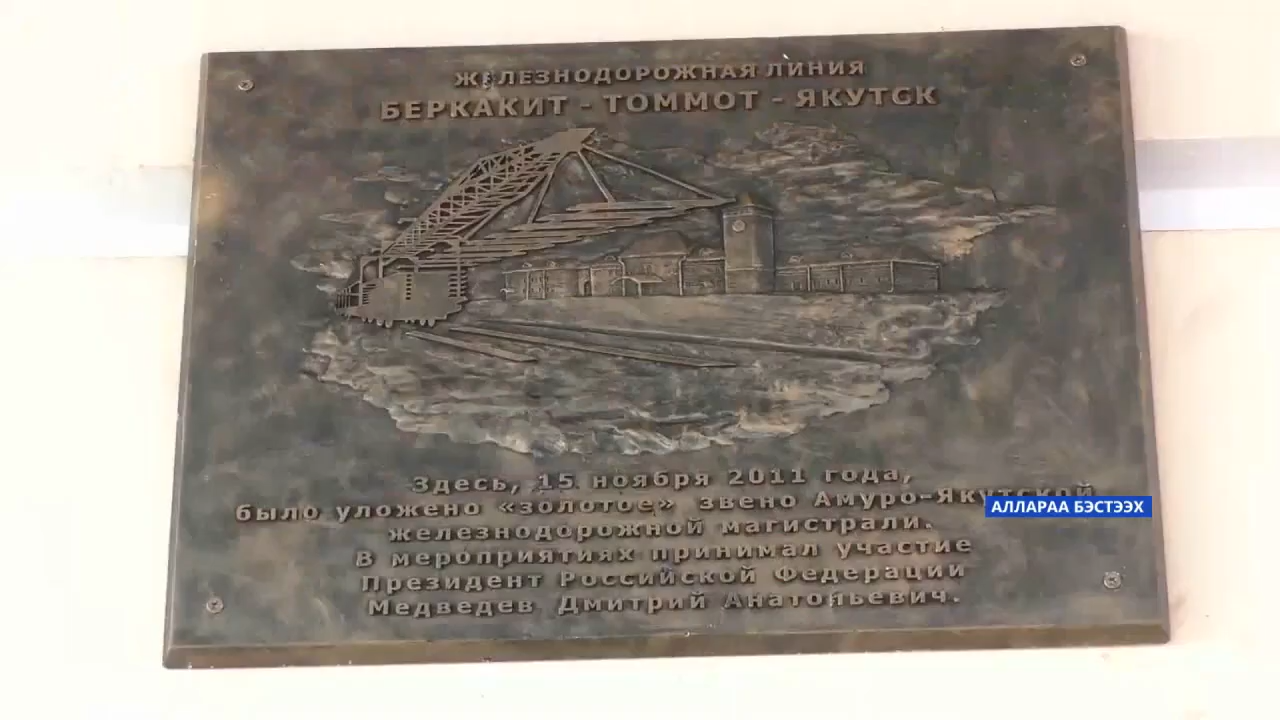 ЖЕЛЕЗНОДОРОЖНАЯ ЛИНИЯ
БЕРКАКИТ - ТОММОТ - ЯКУТСК
Здесь, 15 ноября 2011 года,
было уложено «золотое» звено Амуро-Якутской
железнодорожной магистрали.
В мероприятиях принимал участие
Президент Российской Федерации
Медведев Дмитрий Анатольевич.
АЛЛАРАА БЭСТЭЭХ